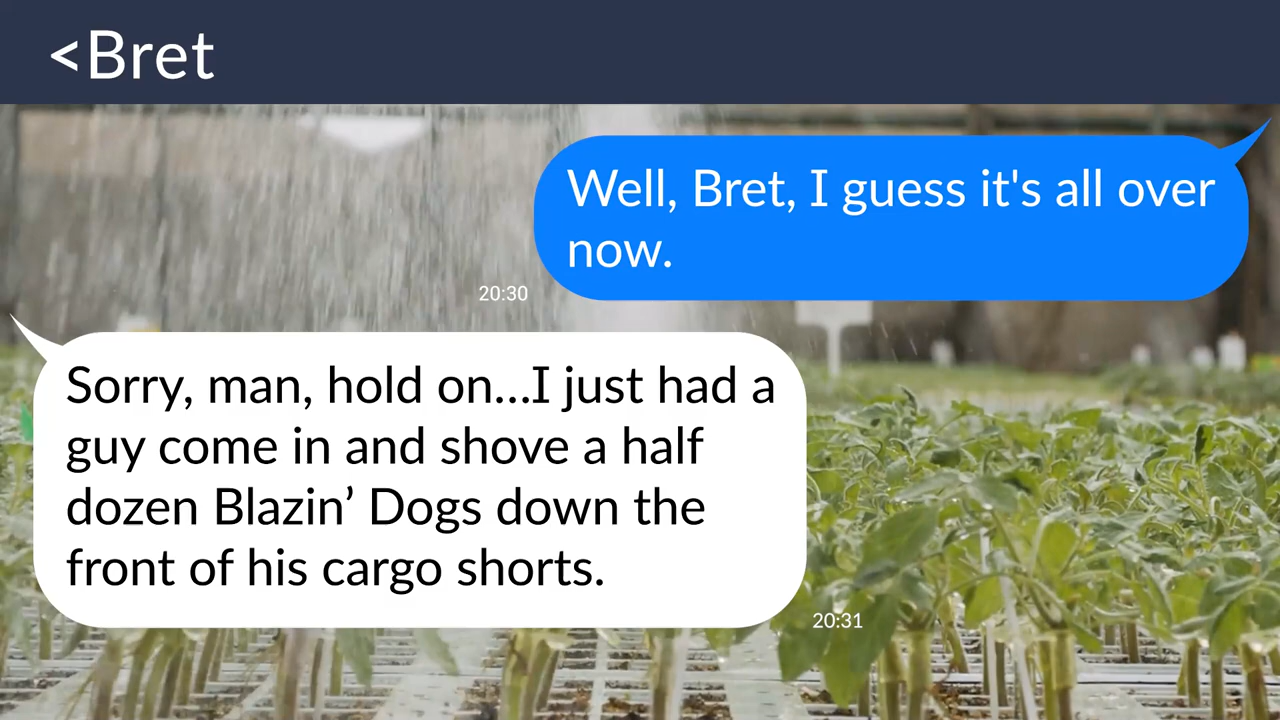 <Bret
Well, Bret, I guess it's all over
now.
20:30
Sorry, man, hold on...I just had a
guy come in and shove a half
dozen Blazin’ Dogs down the
front of his cargo shorts.
20:31